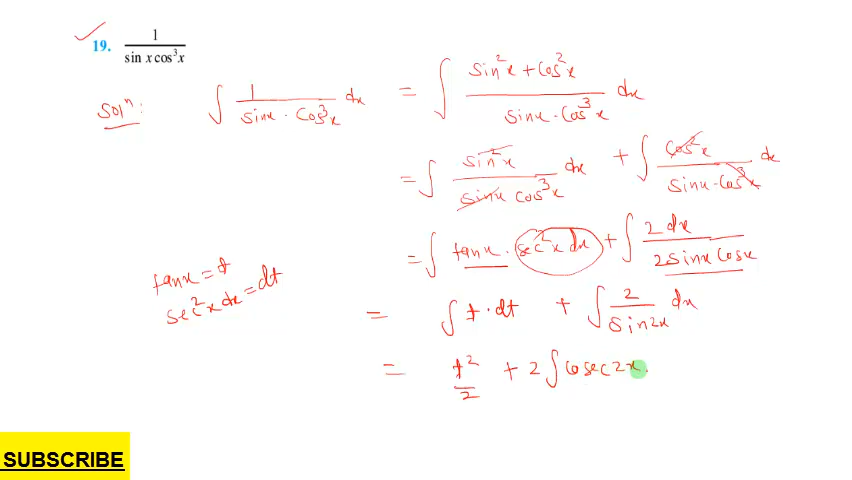 19. 1/(sin x cos³x)
Solⁿ: ∫ 1/(sinx · cos³x) dx = ∫ (sin²x + cos²x)/(sinx · cos³x) dx
= ∫ sin²x/(sinx cos³x) dx + ∫ cos²x/(sinx · cos³x) dx
= ∫ tanx · sec²x dx + ∫ 2 dx/(2 sinx cosx)
tanx = t
sec²x dx = dt
= ∫ t · dt + ∫ 2/sin2x dx
= t²/2 + 2 ∫ cosec 2x.
SUBSCRIBE